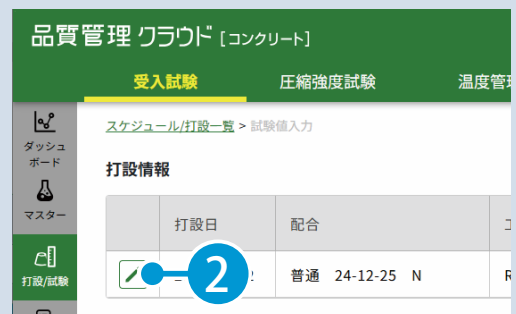 品質管理 クラウド [コンクリート]
受入試験 圧縮強度試験 温度管理
ダッシュ
ボード
スケジュール/打設一覧 > 試験値入力
マスター
打設情報
打設日 配合
打設/試験
2 普通 24-12-25 N